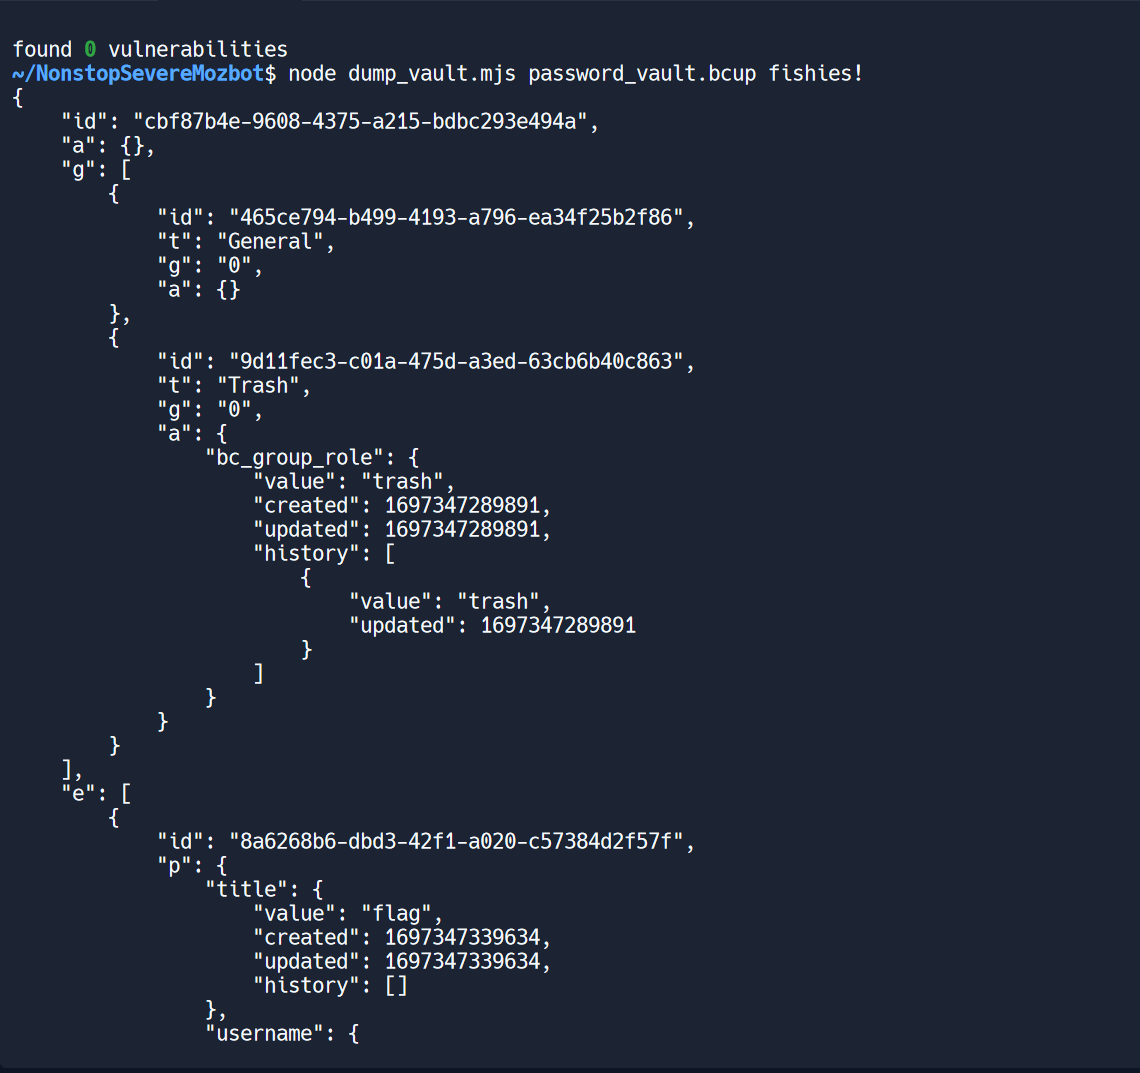 found 0 vulnerabilities
~/NonstopSevereMozbot$ node dump_vault.mjs password_vault.bcup fishies!
{
    "id": "cbf87b4e-9608-4375-a215-bdbc293e494a",
    "a": {},
    "g": [
        {
            "id": "465ce794-b499-4193-a796-ea34f25b2f86",
            "t": "General",
            "g": "0",
            "a": {}
        },
        {
            "id": "9d11fec3-c01a-475d-a3ed-63cb6b40c863",
            "t": "Trash",
            "g": "0",
            "a": {
                "bc_group_role": {
                    "value": "trash",
                    "created": 1697347289891,
                    "updated": 1697347289891,
                    "history": [
                        {
                            "value": "trash",
                            "updated": 1697347289891
                        }
                    ]
                }
            }
        }
    ],
    "e": [
        {
            "id": "8a6268b6-dbd3-42f1-a020-c57384d2f57f",
            "p": {
                "title": {
                    "value": "flag",
                    "created": 1697347339634,
                    "updated": 1697347339634,
                    "history": []
                },
                "username": {